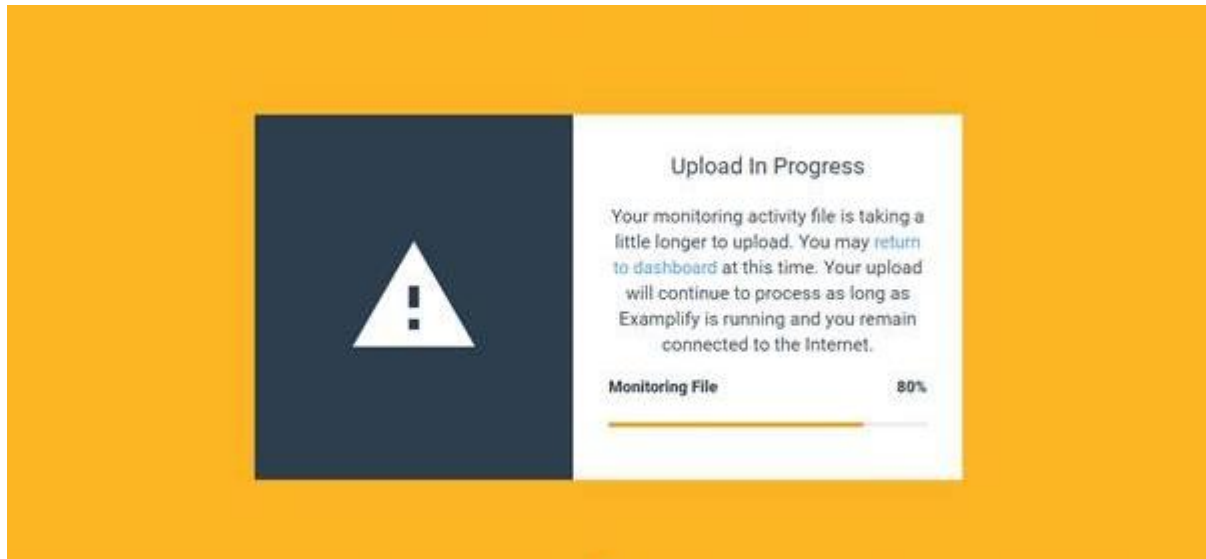 Upload In Progress
Your monitoring activity file is taking a
little longer to upload. You may return
to dashboard at this time. Your upload
will continue to process as long as
Examplify is running and you remain
connected to the Internet.
Monitoring File 80%